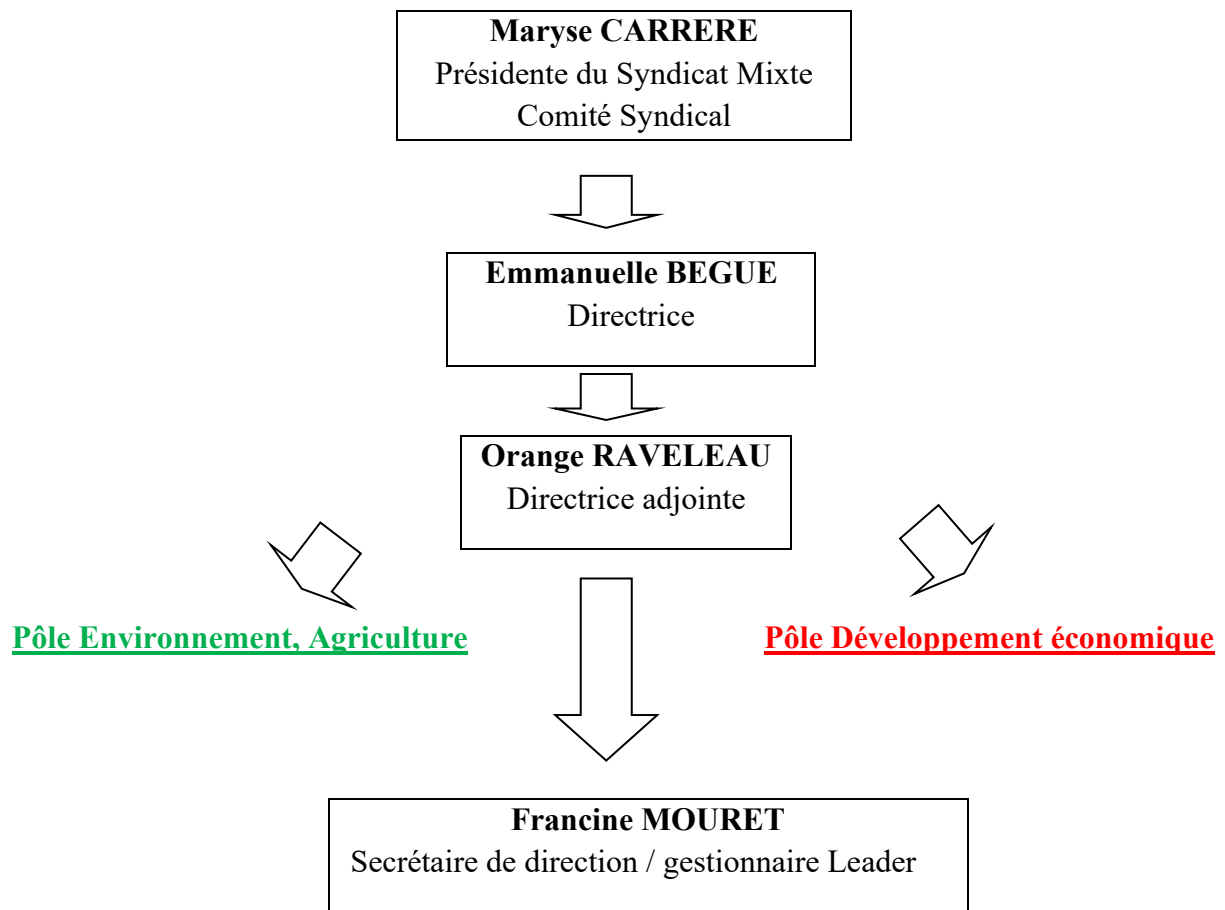 Maryse CARRERE
Présidente du Syndicat Mixte
Comité Syndical
Emmanuelle BEGUE
Directrice
Orange RAVELEAU
Directrice adjointe
Pôle Environnement, Agriculture
Pôle Développement économique
Francine MOURET
Secrétaire de direction / gestionnaire Leader